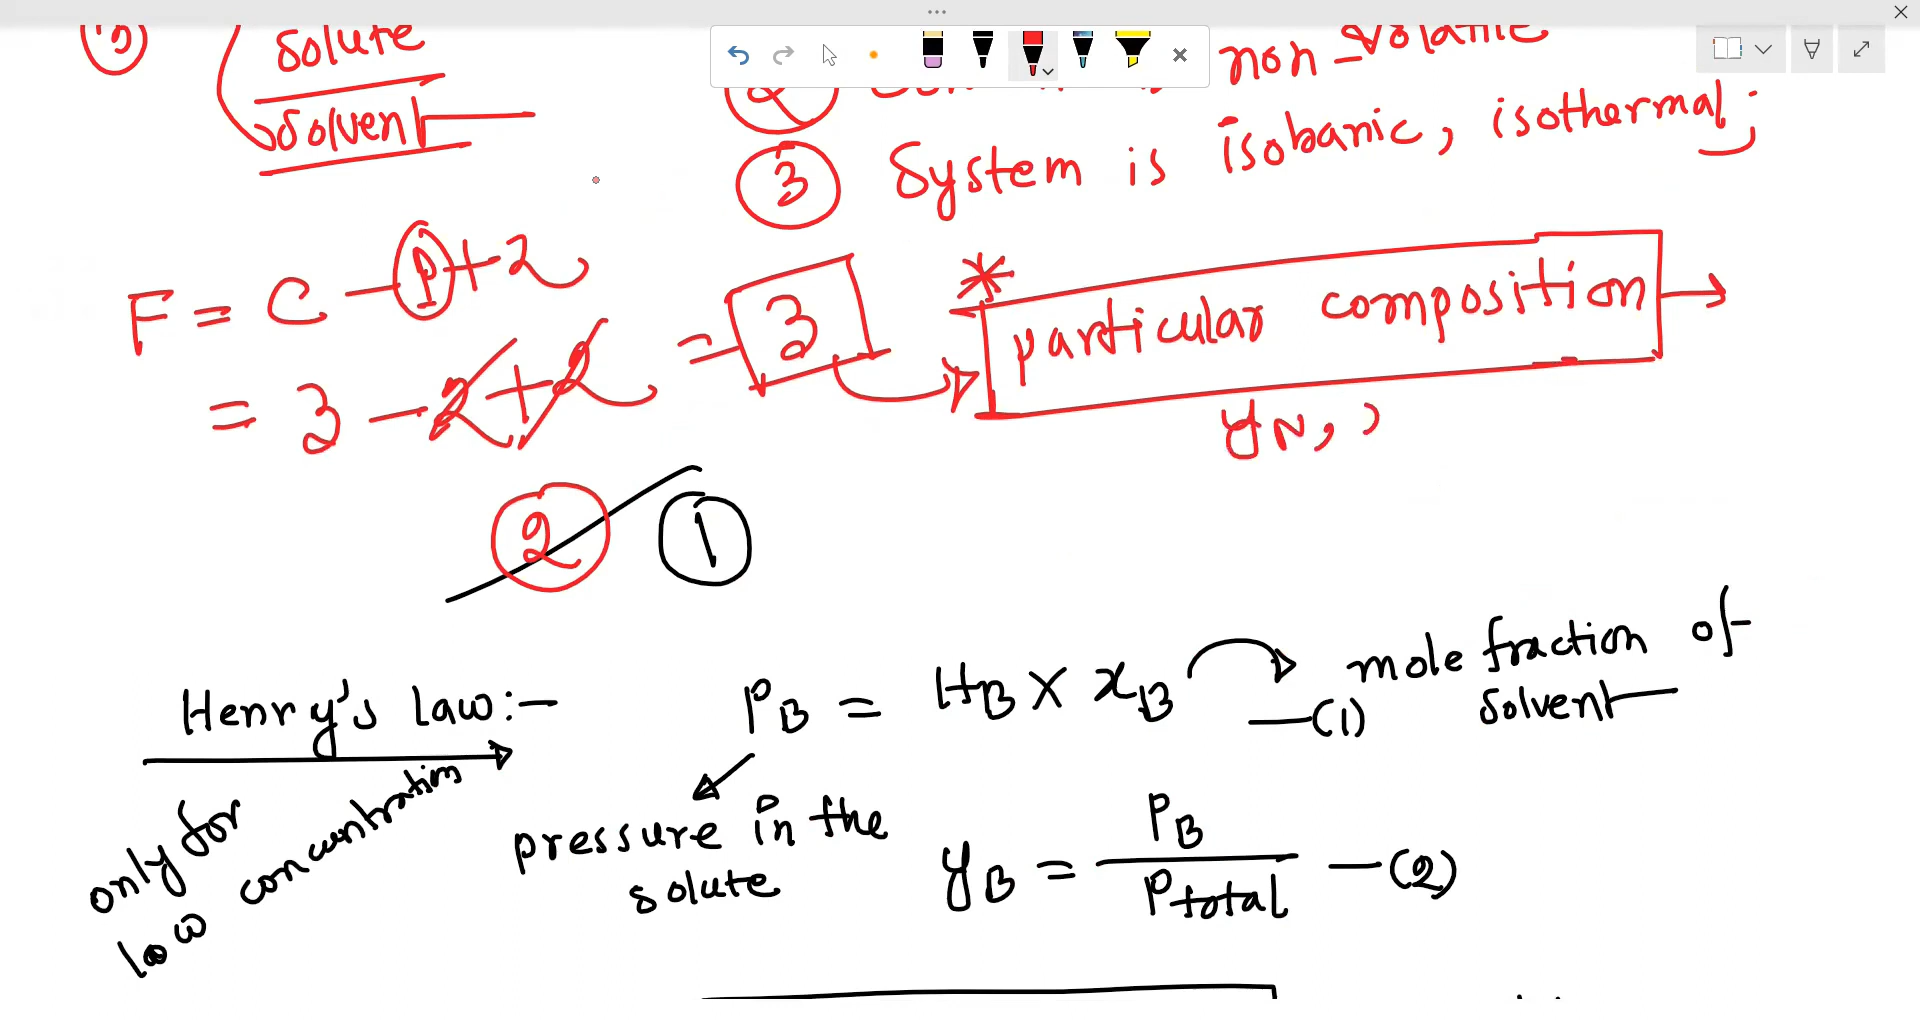 solute
solvent
non-volatile
3 System is isobaric, isothermal;
F = C - P + 2
= 3 - 2 + 2 = 3
* particular composition
yN, )
2 1
Henry's law:-
only for
low concentration
PB = HB X xB —(1)
mole fraction of
solvent
pressure in the
solute
yB = PB / Ptotal —(2)